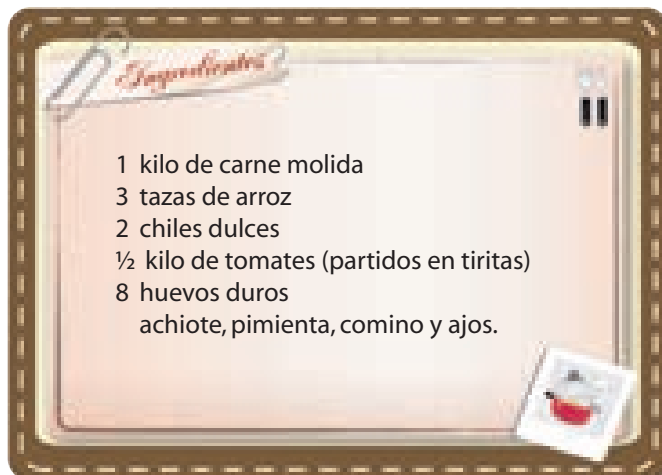 Ingredientes
1 kilo de carne molida
3 tazas de arroz
2 chiles dulces
½ kilo de tomates (partidos en tiritas)
8 huevos duros
achiote, pimienta, comino y ajos.